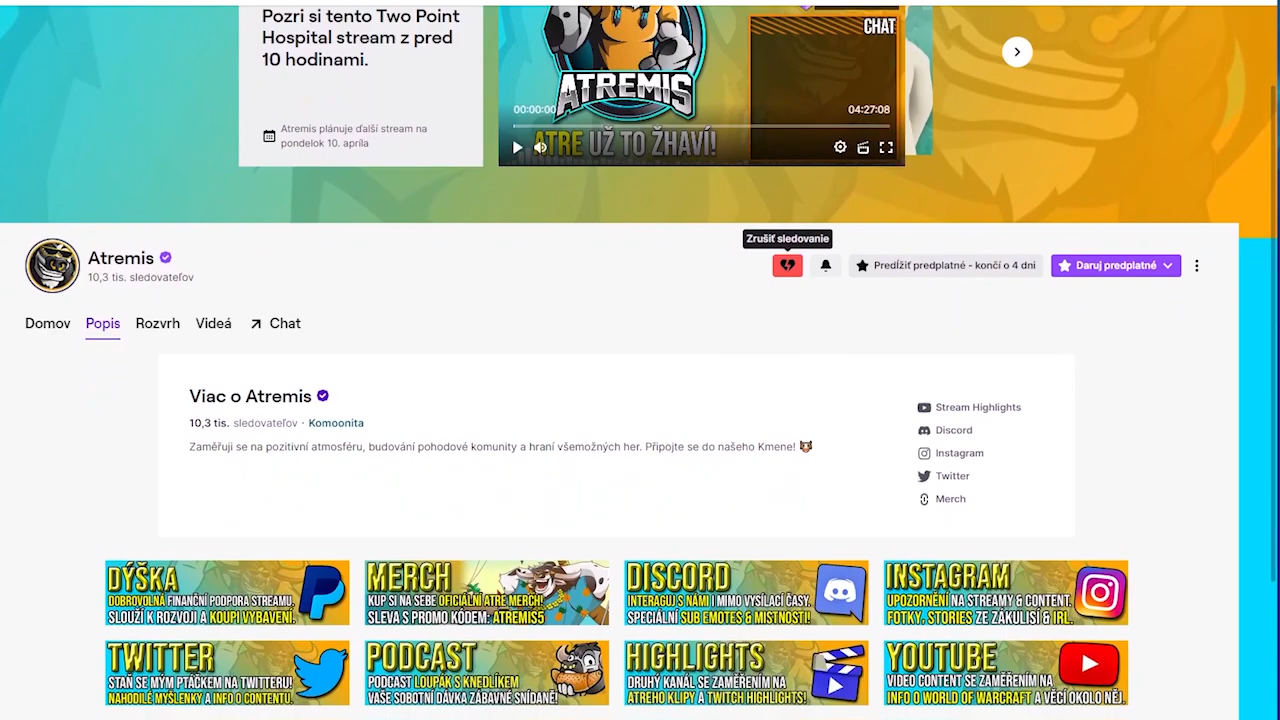 Pozri si tento Two Point
Hospital stream z pred
10 hodinami.
Atremis plánuje ďalší stream na
pondelok 10. apríla
CHAT
ATREMIS
00:00:00
04:27:08
ATRE UŽ TO ŽHAVÍ!
Zrušiť sledovanie
Atremis
10,3 tis. sledovateľov
Predĺžiť predplatné - končí o 4 dni
Daruj predplatné
Domov
Popis
Rozvrh
Videá
Chat
Viac o Atremis
10,3 tis. sledovateľov · Komoonita
Zaměřuji se na pozitivní atmosféru, budování pohodové komunity a hraní všemožných her. Připojte se do našeho Kmene!
Stream Highlights
Discord
Instagram
Twitter
Merch
DÝŠKA
DOBROVOLNÁ FINANČNÍ PODPORA STREAMU.
SLOUŽÍ K ROZVOJI A KOUPI VYBAVENÍ.
MERCH
KUP SI NA SEBE OFICIÁLNÍ ATRE MERCH!
SLEVA S PROMO KÓDEM: ATREMIS5
DISCORD
INTERAGUJ S NÁMI I MIMO VYSÍLACÍ ČASY.
SPECIÁLNÍ SUB EMOTES & MISTNOSTI!
INSTAGRAM
UPOZORNĚNÍ NA STREAMY & CONTENT.
FOTKY, STORIES ZE ZÁKULISÍ & IRL.
TWITTER
STAŇ SE MÝM PTÁČKEM NA TWITTERU!
NAHODILÉ MYŠLENKY A INFO O CONTENTU.
PODCAST
PODCAST LOUPÁK S KNEDLÍKEM
VAŠE SOBOTNÍ DÁVKA ZÁBAVNÉ SNÍDANĚ!
HIGHLIGHTS
DRUHÝ KANÁL SE ZAMĚŘENÍM NA
ATREHO KLIPY A TWITCH HIGHLIGHTS!
YOUTUBE
VIDEO CONTENT SE ZAMĚŘENÍM NA
INFO O WORLD OF WARCRAFT A VĚCÍ OKOLO NĚJ.